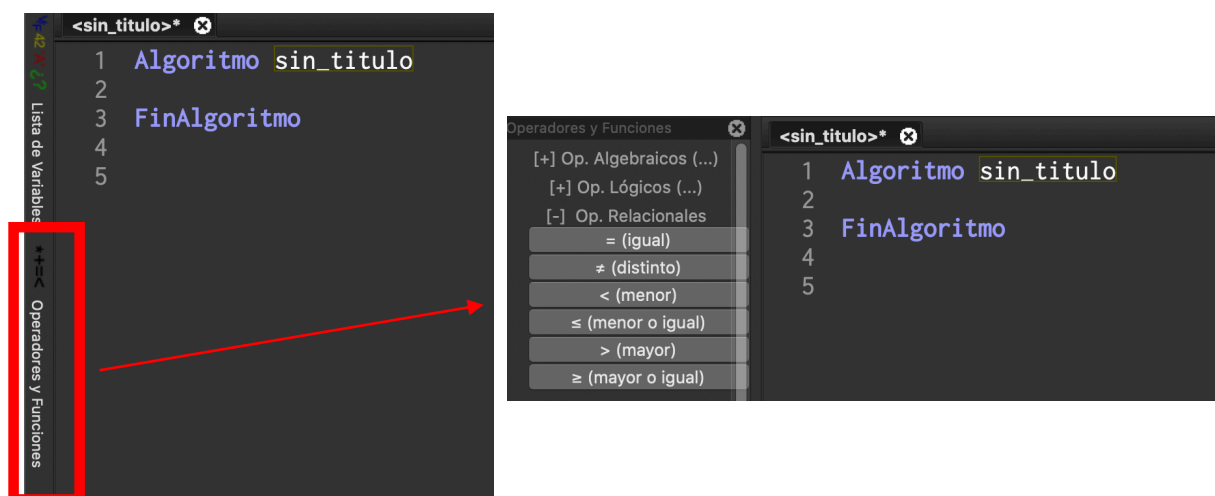 <sin_titulo>*
1 Algoritmo sin_titulo
2
3 FinAlgoritmo
4
5
Lista de Variables
*+=< Operadores y Funciones
Operadores y Funciones
[+] Op. Algebraicos (...)
[+] Op. Lógicos (...)
[-] Op. Relacionales
= (igual)
≠ (distinto)
< (menor)
≤ (menor o igual)
> (mayor)
≥ (mayor o igual)
<sin_titulo>*
1 Algoritmo sin_titulo
2
3 FinAlgoritmo
4
5